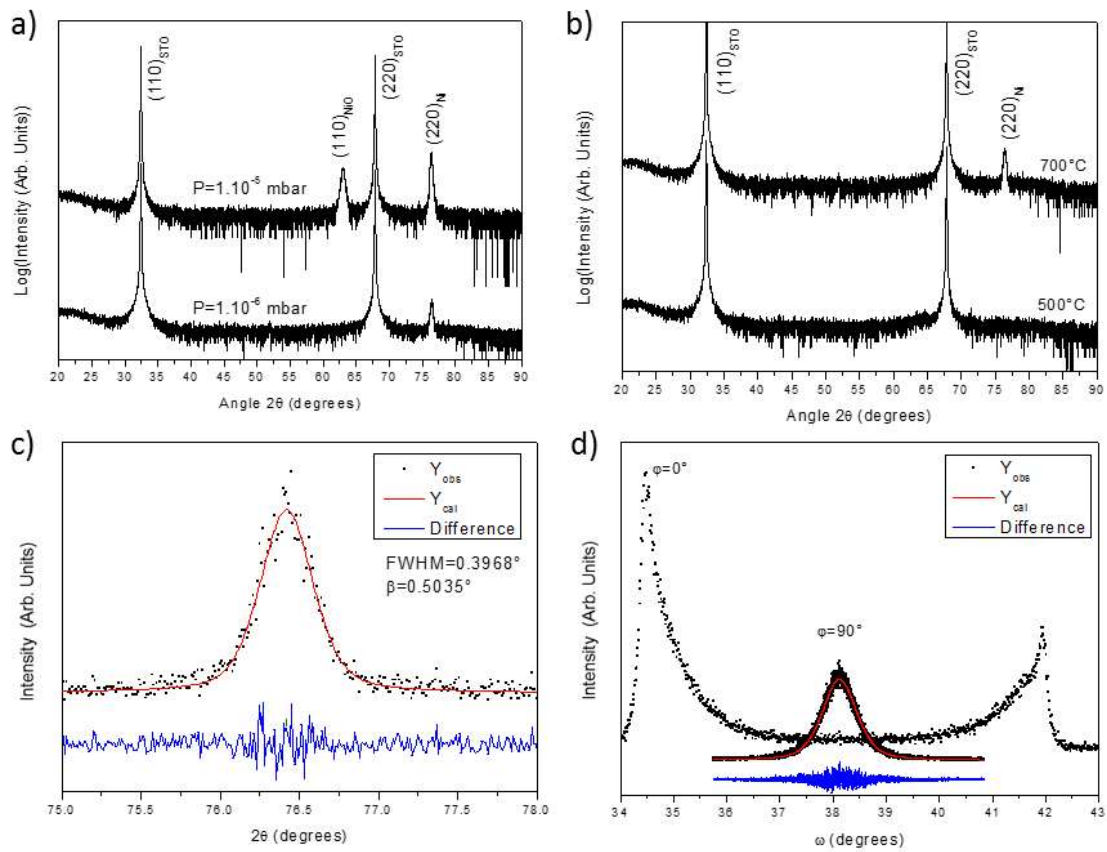 a)
(110)STO
(110)NiO
(220)STO
(220)Ni
P=1.10-5 mbar
P=1.10-6 mbar
Log(Intensity (Arb. Units))
20 25 30 35 40 45 50 55 60 65 70 75 80 85 90
Angle 2θ (degrees)
b)
(110)STO
(220)STO
(220)Ni
700°C
500°C
Log(Intensity (Arb. Units))
20 25 30 35 40 45 50 55 60 65 70 75 80 85 90
Angle 2θ (degrees)
c)
Yobs
Ycal
Difference
FWHM=0.3968°
β=0.5035°
Intensity (Arb. Units)
75.0 75.5 76.0 76.5 77.0 77.5 78.0
2θ (degrees)
d)
φ=0°
Yobs
Ycal
Difference
φ=90°
Intensity (Arb. Units)
34 35 36 37 38 39 40 41 42 43
ω (degrees)